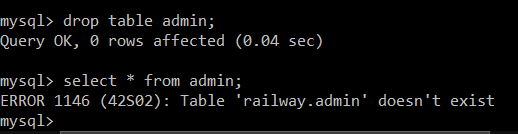 mysql> drop table admin;
Query OK, 0 rows affected (0.04 sec)
mysql> select * from admin;
ERROR 1146 (42S02): Table 'railway.admin' doesn't exist
mysql>